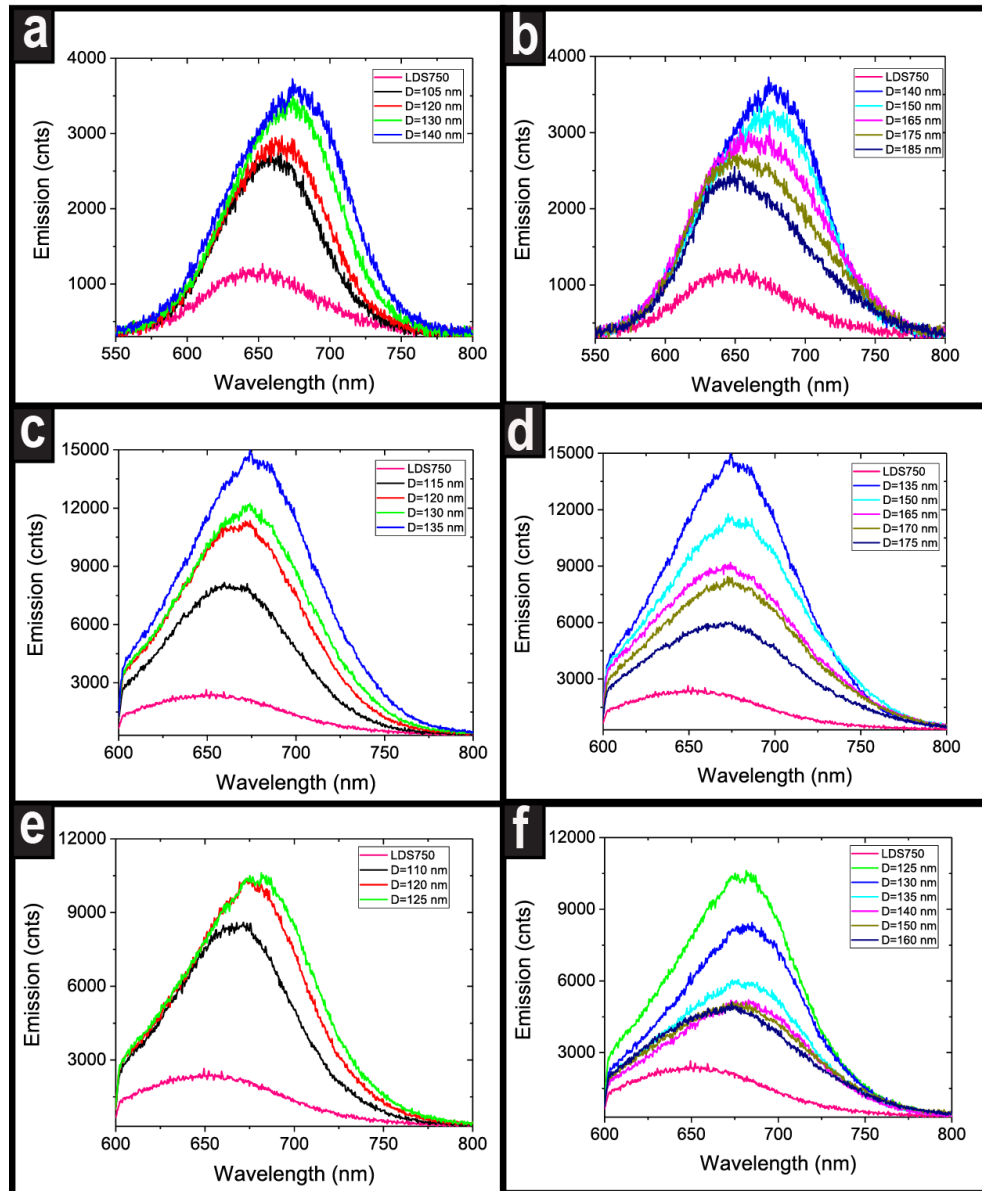 a
4000
3000
2000
1000
550 600 650 700 750 800
Emission (cnts)
Wavelength (nm)
LDS750
D=105 nm
D=120 nm
D=130 nm
D=140 nm
b
4000
3000
2000
1000
550 600 650 700 750 800
Emission (cnts)
Wavelength (nm)
LDS750
D=140 nm
D=150 nm
D=165 nm
D=175 nm
D=185 nm
c
15000
12000
9000
6000
3000
600 650 700 750 800
Emission (cnts)
Wavelength (nm)
LDS750
D=115 nm
D=120 nm
D=130 nm
D=135 nm
d
15000
12000
9000
6000
3000
600 650 700 750 800
Emission (cnts)
Wavelength (nm)
LDS750
D=135 nm
D=150 nm
D=165 nm
D=170 nm
D=175 nm
e
12000
9000
6000
3000
600 650 700 750 800
Emission (cnts)
Wavelength (nm)
LDS750
D=110 nm
D=120 nm
D=125 nm
f
12000
9000
6000
3000
600 650 700 750 800
Emission (cnts)
Wavelength (nm)
LDS750
D=125 nm
D=130 nm
D=135 nm
D=140 nm
D=150 nm
D=160 nm